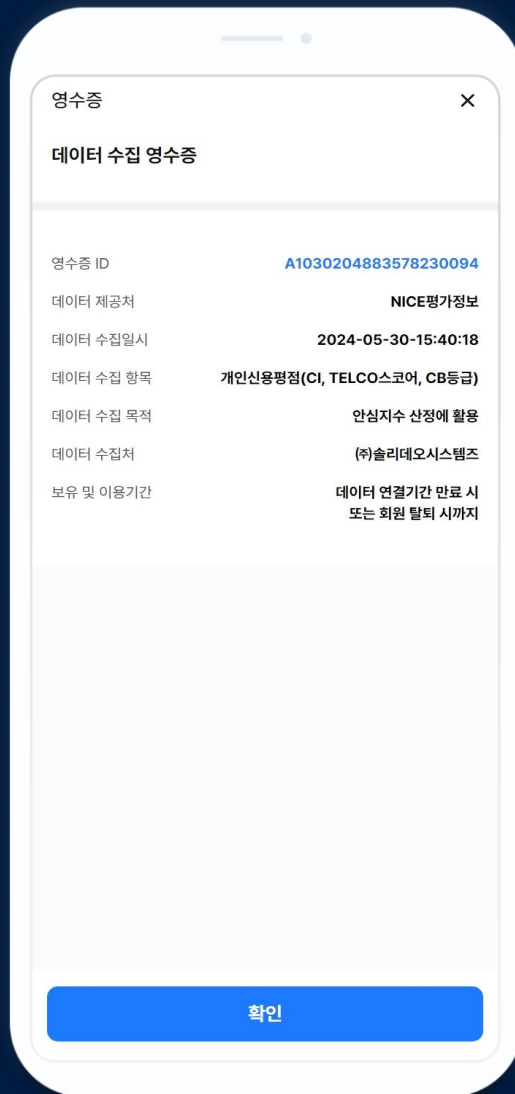 영수증 ×
데이터 수집 영수증
영수증 ID A1030204883578230094
데이터 제공처 NICE평가정보
데이터 수집일시 2024-05-30-15:40:18
데이터 수집 항목 개인신용평점(CI, TELCO스코어, CB등급)
데이터 수집 목적 안심지수 산정에 활용
데이터 수집처 ㈜솔리데오시스템즈
보유 및 이용기간 데이터 연결기간 만료 시
또는 회원 탈퇴 시까지
확인